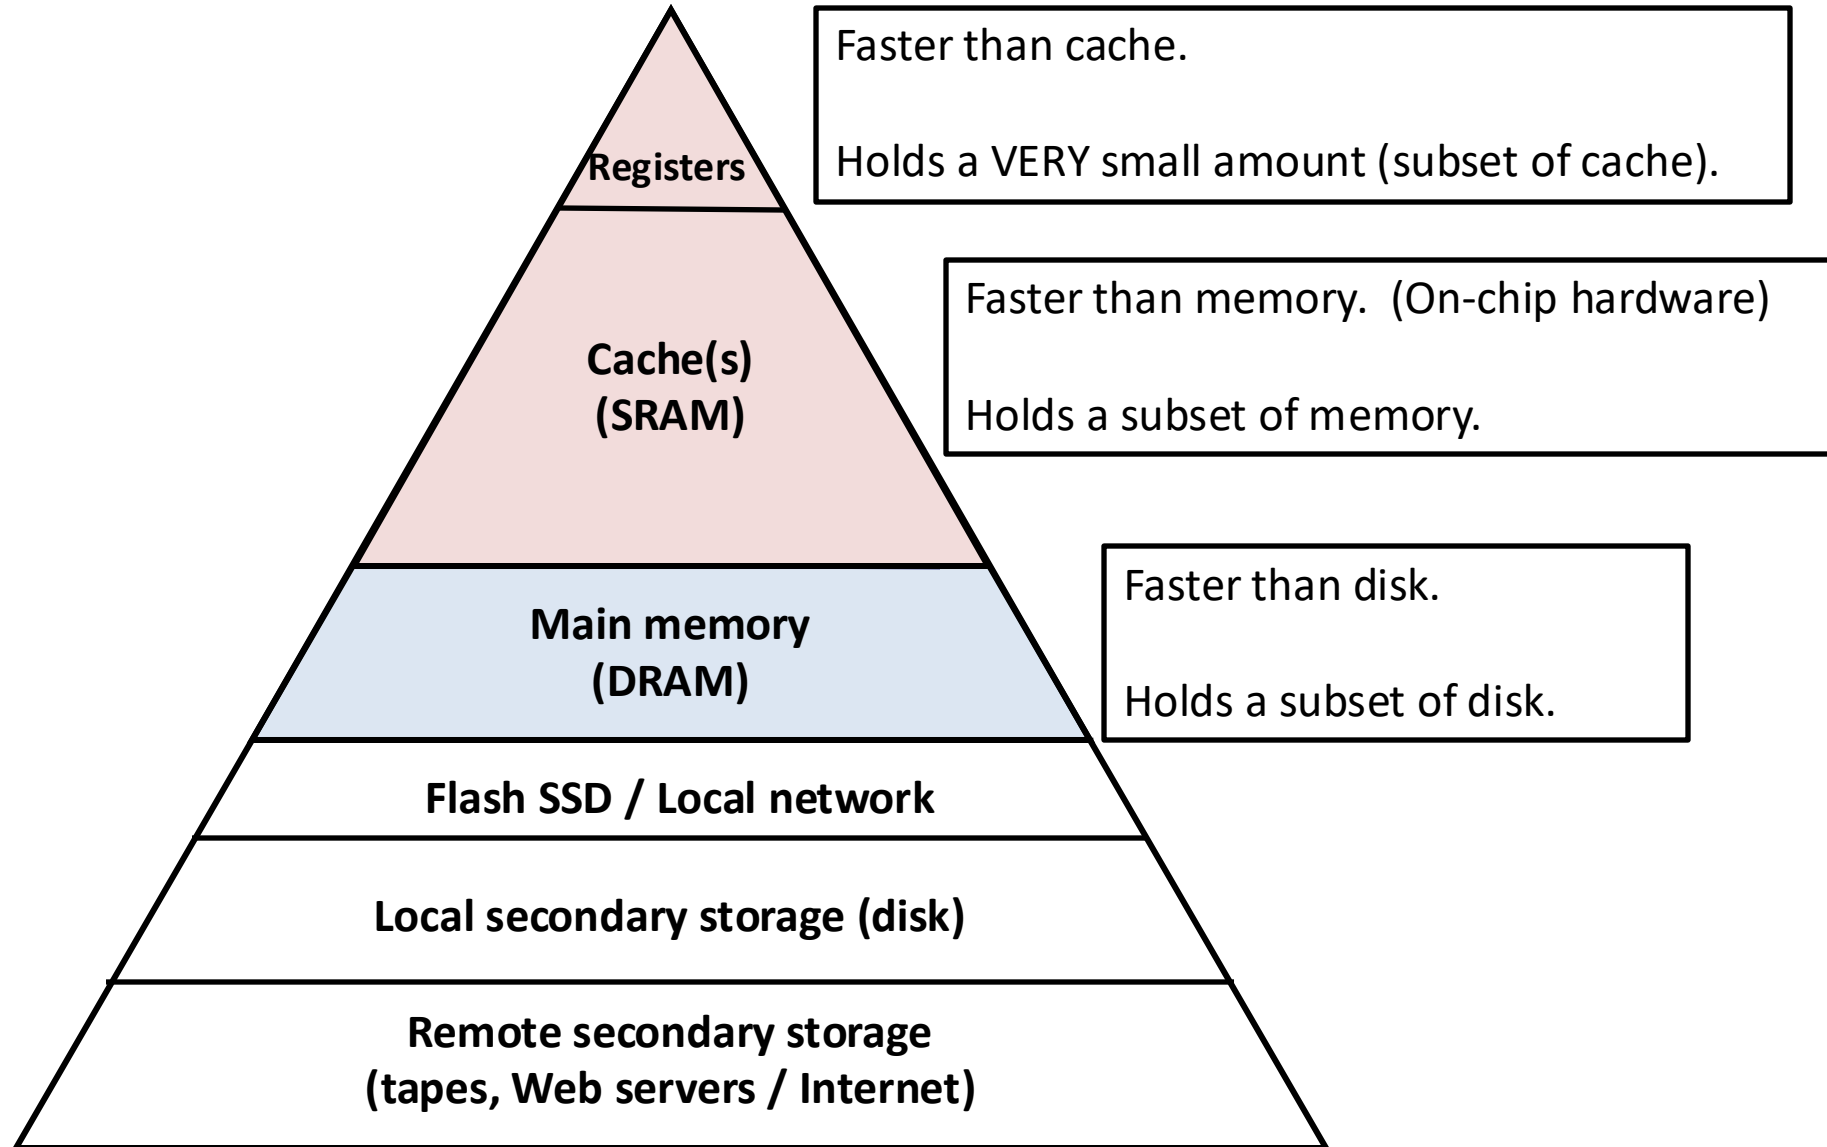 Faster than cache.
Holds a VERY small amount (subset of cache).
Registers
Faster than memory.  (On-chip hardware)
Holds a subset of memory.
Cache(s)
(SRAM)
Faster than disk.
Holds a subset of disk.
Main memory
(DRAM)
Flash SSD / Local network
Local secondary storage (disk)
Remote secondary storage
(tapes, Web servers / Internet)